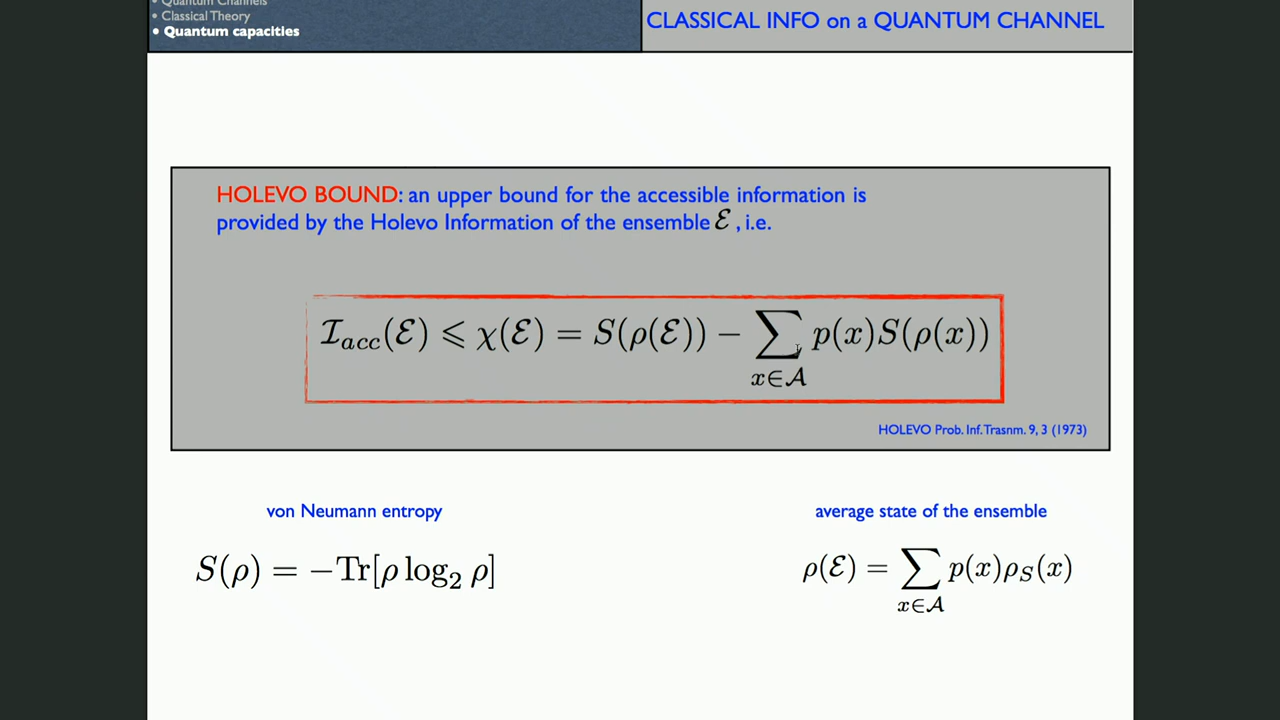 • Quantum Channels
• Classical Theory
• Quantum capacities
CLASSICAL INFO on a QUANTUM CHANNEL
HOLEVO BOUND: an upper bound for the accessible information is
provided by the Holevo Information of the ensemble ℰ , i.e.
ℐ_{acc}(ℰ) ⩽ χ(ℰ) = S(ρ(ℰ)) − ∑_{x∈𝒜} p(x)S(ρ(x))
HOLEVO Prob. Inf. Trasnm. 9, 3 (1973)
von Neumann entropy
S(ρ) = −Tr[ρ log₂ ρ]
average state of the ensemble
ρ(ℰ) = ∑_{x∈𝒜} p(x)ρ_S(x)